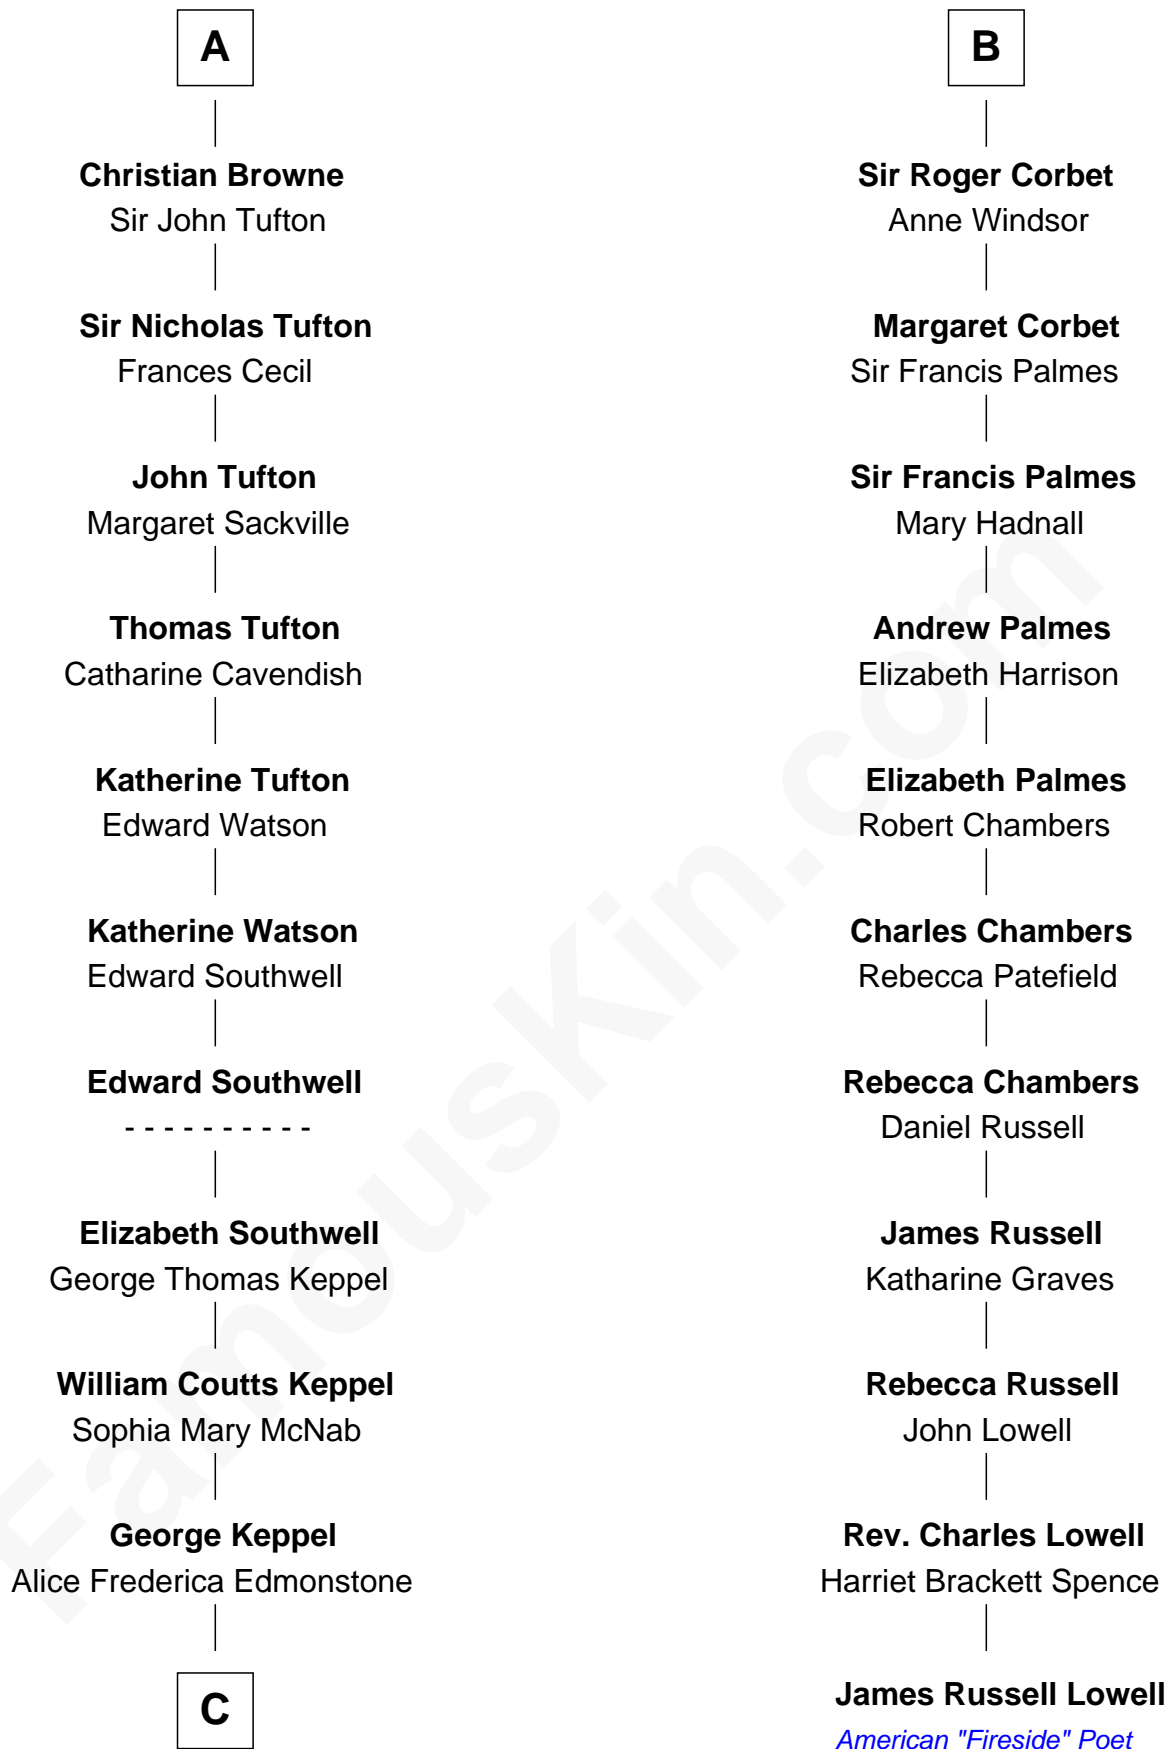 A
Christian Browne
Sir John Tufton
Sir Nicholas Tufton
Frances Cecil
John Tufton
Margaret Sackville
Thomas Tufton
Catharine Cavendish
Katherine Tufton
Edward Watson
Katherine Watson
Edward Southwell
Edward Southwell
- - - - - - - - - -
Elizabeth Southwell
George Thomas Keppel
William Coutts Keppel
Sophia Mary McNab
George Keppel
Alice Frederica Edmonstone
C
B
Sir Roger Corbet
Anne Windsor
Margaret Corbet
Sir Francis Palmes
Sir Francis Palmes
Mary Hadnall
Andrew Palmes
Elizabeth Harrison
Elizabeth Palmes
Robert Chambers
Charles Chambers
Rebecca Patefield
Rebecca Chambers
Daniel Russell
James Russell
Katharine Graves
Rebecca Russell
John Lowell
Rev. Charles Lowell
Harriet Brackett Spence
James Russell Lowell
American "Fireside" Poet
FamousKin.com